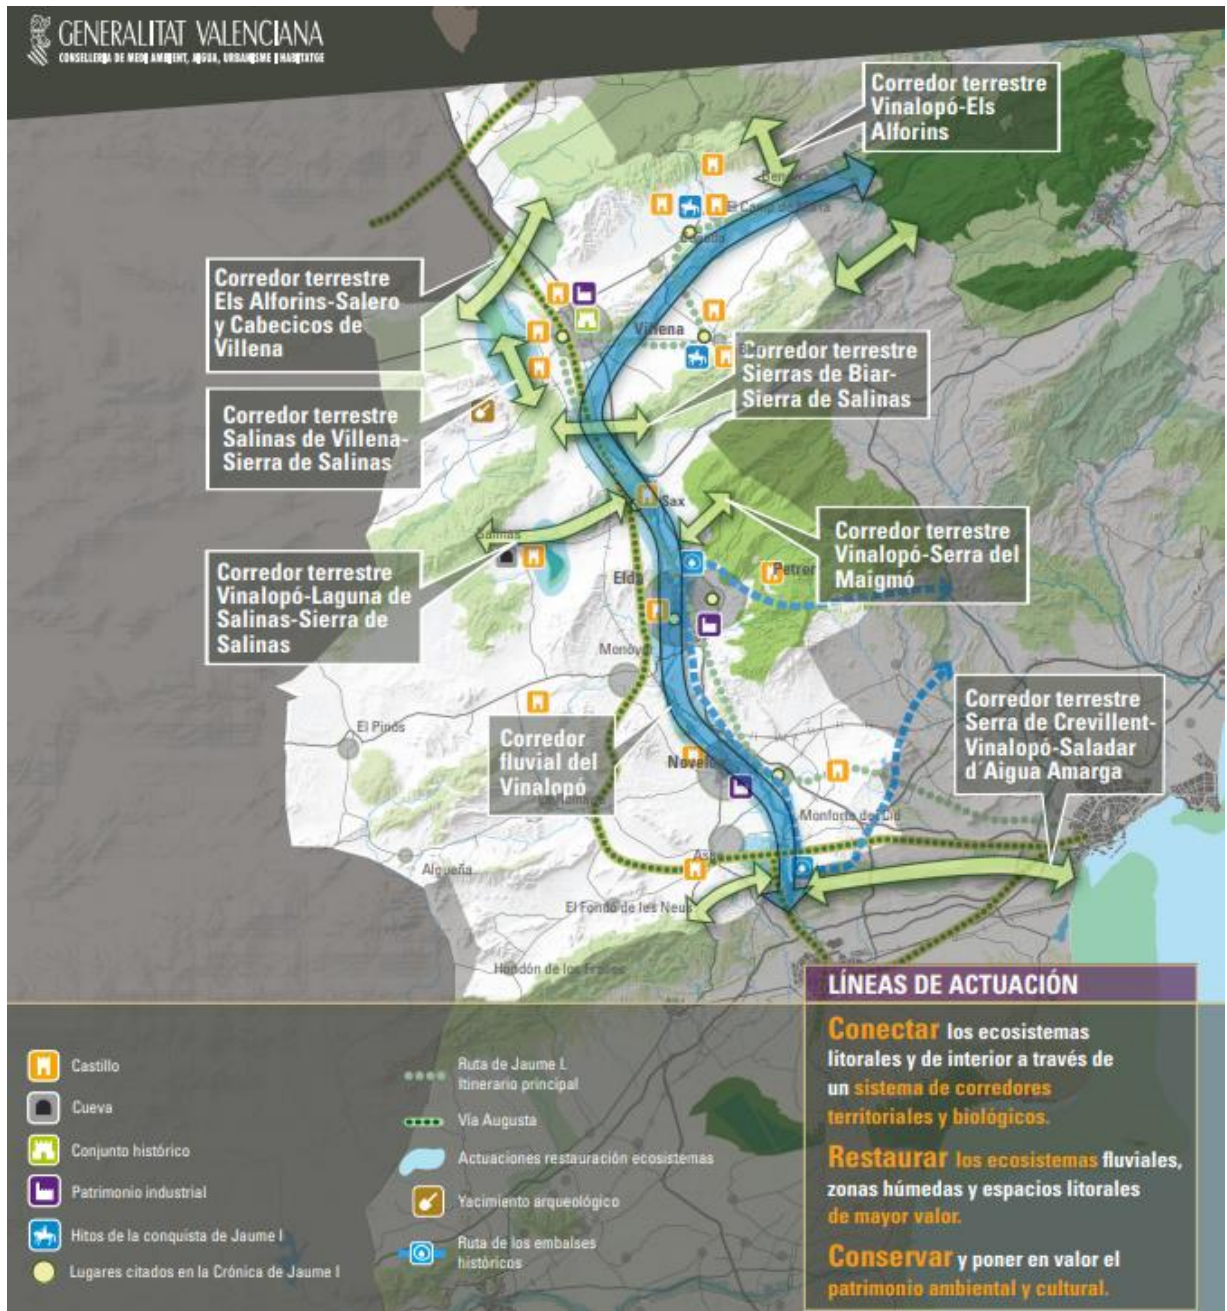 GENERALITAT VALENCIANA
CONSELLERIA DE MEDI AMBIENT, AIGUA, URBANISME I HABITATGE
Corredor terrestre
Vinalopó-Els
Alforins
Corredor terrestre
Els Alforins-Salero
y Cabecicos de
Villena
Villena
Corredor terrestre
Sierras de Biar-
Sierra de Salinas
Corredor terrestre
Salinas de Villena-
Sierra de Salinas
Sax
Corredor terrestre
Vinalopó-Serra del
Maigmó
Salinas
Corredor terrestre
Vinalopó-Laguna de
Salinas-Sierra de
Salinas
Elda
Petrer
Monóver
El Pinós
Corredor
fluvial del
Vinalopó
Corredor terrestre
Serra de Crevillent-
Vinalopó-Saladar
d´Aigua Amarga
Novelda
Monforte del Cid
Algueña
El Fondó de les Neus
LÍNEAS DE ACTUACIÓN
Conectar los ecosistemas
litorales y de interior a través de
un sistema de corredores
territoriales y biológicos.
Restaurar los ecosistemas fluviales,
zonas húmedas y espacios litorales
de mayor valor.
Conservar y poner en valor el
patrimonio ambiental y cultural.
Castillo
Cueva
Conjunto histórico
Patrimonio industrial
Hitos de la conquista de Jaume I
Lugares citados en la Crónica de Jaume I
Ruta de Jaume I.
Itinerario principal
Vía Augusta
Actuaciones restauración ecosistemas
Yacimiento arqueológico
Ruta de los embalses
históricos